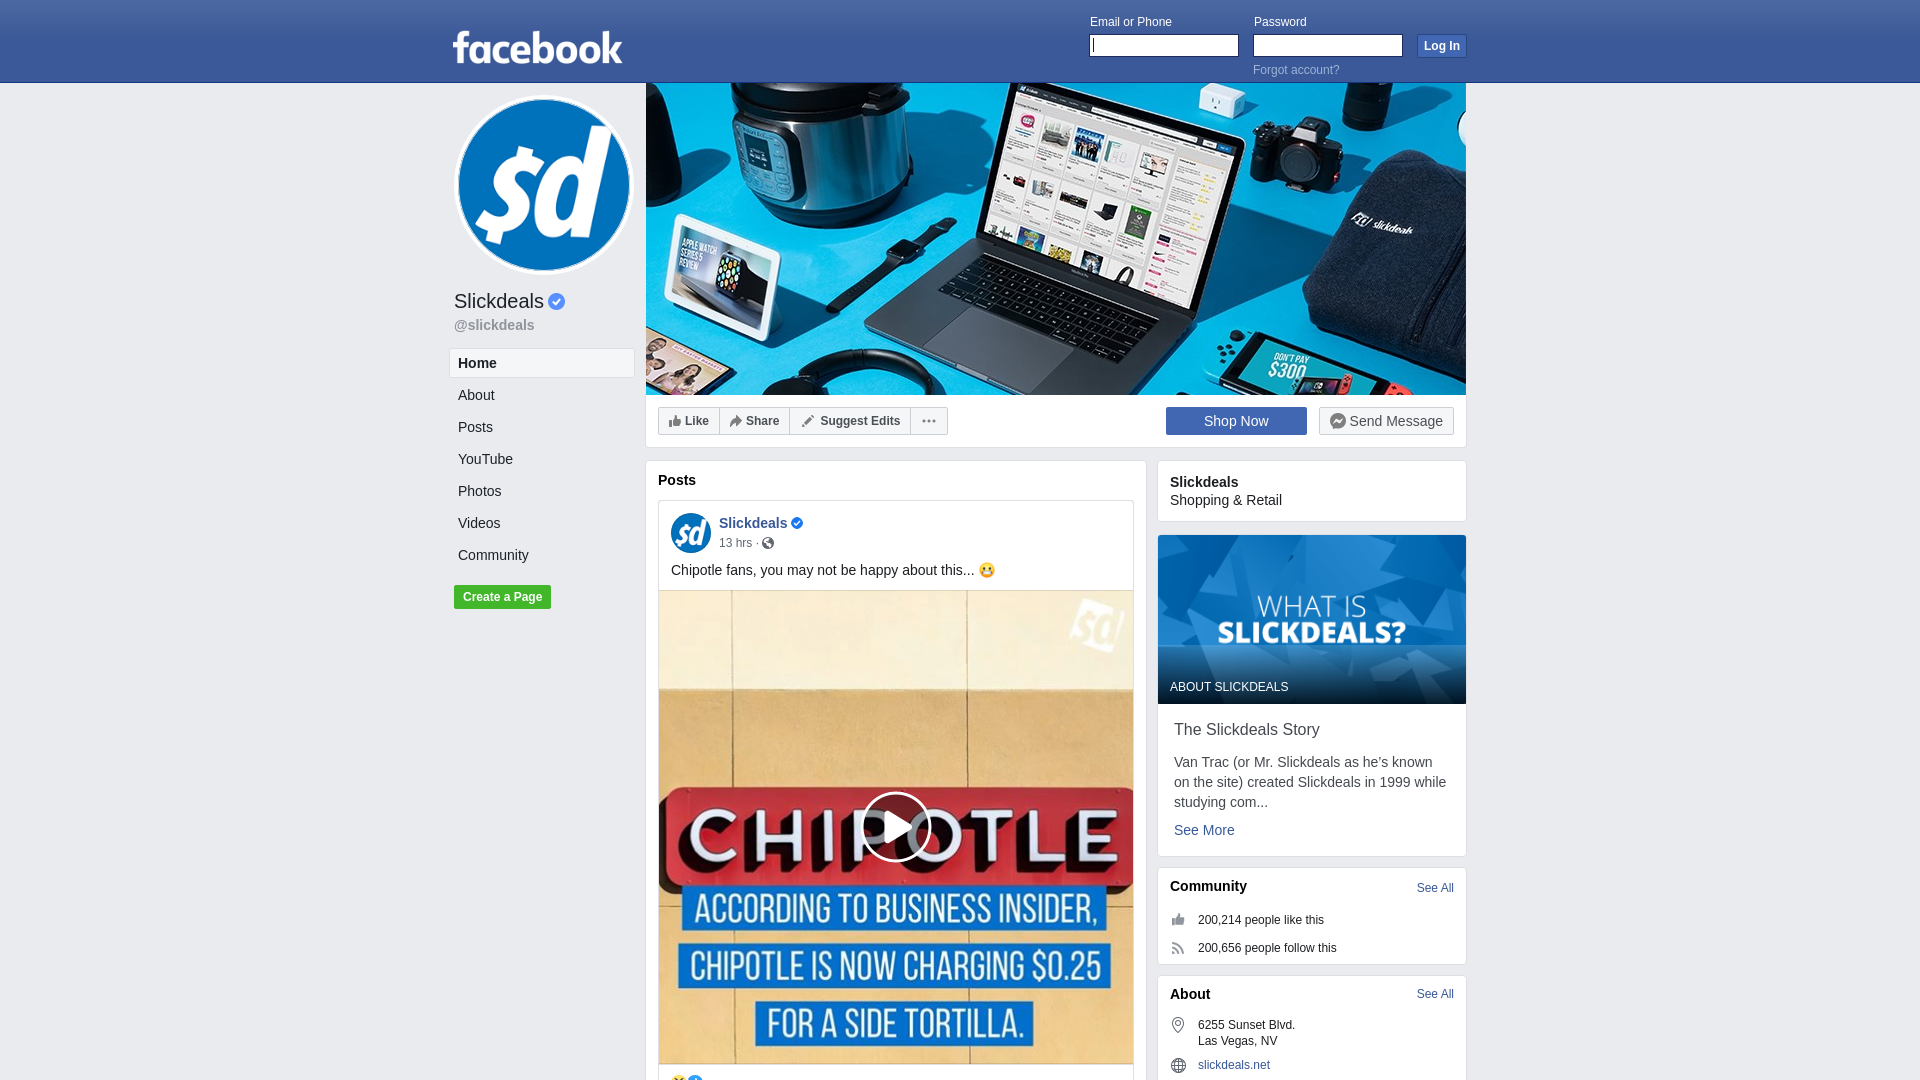 facebook
Email or Phone
Password
Log In
Forgot account?
$d
Slickdeals
@slickdeals
Home
About
Posts
YouTube
Photos
Videos
Community
Create a Page
APPLE WATCH
SERIES 5
REVIEW
slickdeals
DON'T PAY
$300
Like
Share
Suggest Edits
Shop Now
Send Message
Posts
$d
Slickdeals
13 hrs ·
Chipotle fans, you may not be happy about this...
$d
CHIPOTLE
ACCORDING TO BUSINESS INSIDER,
CHIPOTLE IS NOW CHARGING $0.25
FOR A SIDE TORTILLA.
Slickdeals
Shopping & Retail
WHAT IS
SLICKDEALS?
ABOUT SLICKDEALS
The Slickdeals Story
Van Trac (or Mr. Slickdeals as he’s known
on the site) created Slickdeals in 1999 while
studying com...
See More
Community
See All
200,214 people like this
200,656 people follow this
About
See All
6255 Sunset Blvd.
Las Vegas, NV
slickdeals.net